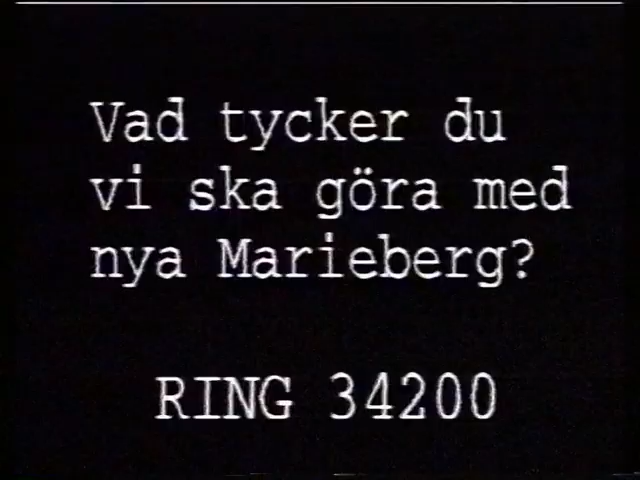 Vad tycker du
vi ska göra med
nya Marieberg?
RING 34200